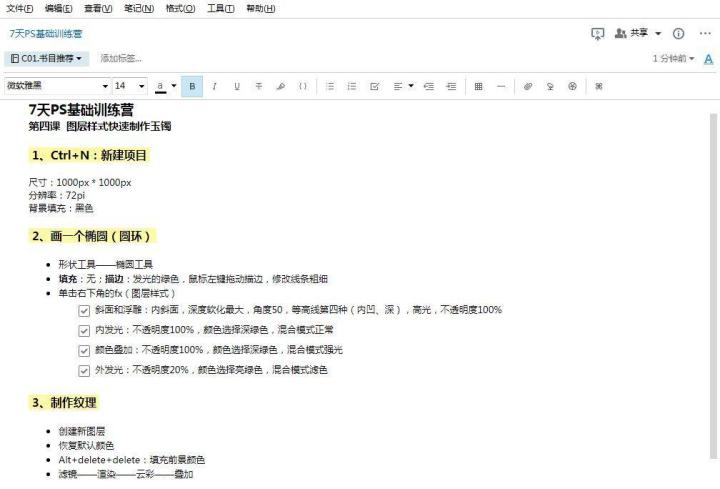 文件(F) 编辑(E) 查看(V) 笔记(N) 格式(O) 工具(T) 帮助(H)
7天PS基础训练营
共享
C01.书目推荐
添加标签...
1 分钟前
A
微软雅黑 14 a B I U T {}
7天PS基础训练营
第四课 图层样式快速制作玉镯
1、Ctrl+N：新建项目
尺寸：1000px * 1000px
分辨率：72pi
背景填充：黑色
2、画一个椭圆（圆环）
形状工具——椭圆工具
填充：无；描边：发光的绿色，鼠标左键拖动描边，修改线条粗细
单击右下角的fx（图层样式）
斜面和浮雕：内斜面，深度软化最大，角度50，等高线第四种（内凹、深），高光，不透明度100%
内发光：不透明度100%，颜色选择深绿色，混合模式正常
颜色叠加：不透明度100%，颜色选择深绿色，混合模式强光
外发光：不透明度20%，颜色选择亮绿色，混合模式滤色
3、制作纹理
创建新图层
恢复默认颜色
Alt+delete+delete：填充前景颜色
滤镜——渲染——云彩——叠加